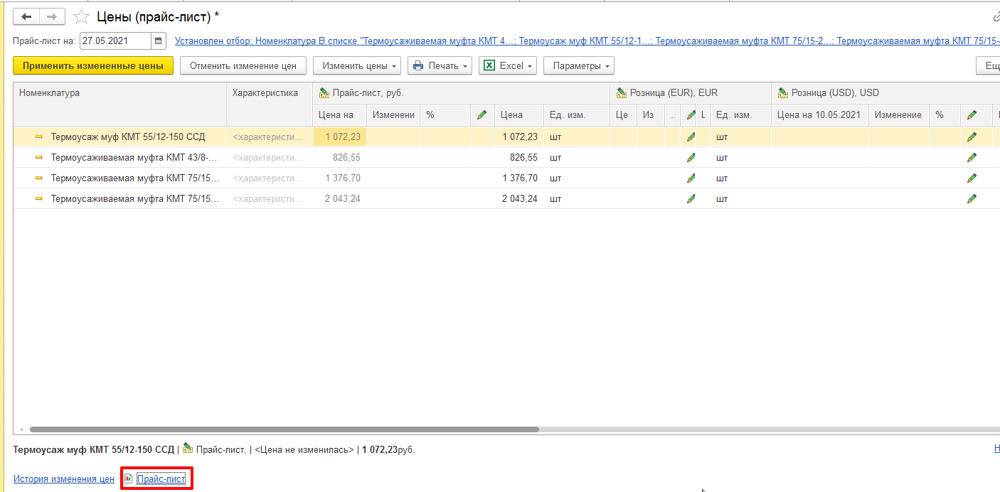 Цены (прайс-лист) *
Прайс-лист на: 27.05.2021 Установлен отбор: Номенклатура В списке "Термоусаживаемая муфта КМТ 4...; Термоусаж муф КМТ 55/12-1...; Термоусаживаемая муфта КМТ 75/15-2...; Термоусаживаемая муфта КМТ 75/15-
Применить измененные цены Отменить изменение цен Изменить цены Печать Excel Параметры Ещ
Номенклатура Характеристика Прайс-лист, руб. Розница (EUR), EUR Розница (USD), USD
Цена на Изменени % Цена Ед. изм. Це Из .. Ед. изм. Цена на 10.05.2021 Изменение %
Термоусаж муф КМТ 55/12-150 ССД <характеристи... 1 072,23 1 072,23 шт шт
Термоусаживаемая муфта КМТ 43/8-... <характеристи... 826,55 826,55 шт шт
Термоусаживаемая муфта КМТ 75/15... <характеристи... 1 376,70 1 376,70 шт шт
Термоусаживаемая муфта КМТ 75/15... <характеристи... 2 043,24 2 043,24 шт шт
Термоусаж муф КМТ 55/12-150 ССД | Прайс-лист, | <Цена не изменилась> | 1 072,23руб.
История изменения цен Прайс-лист